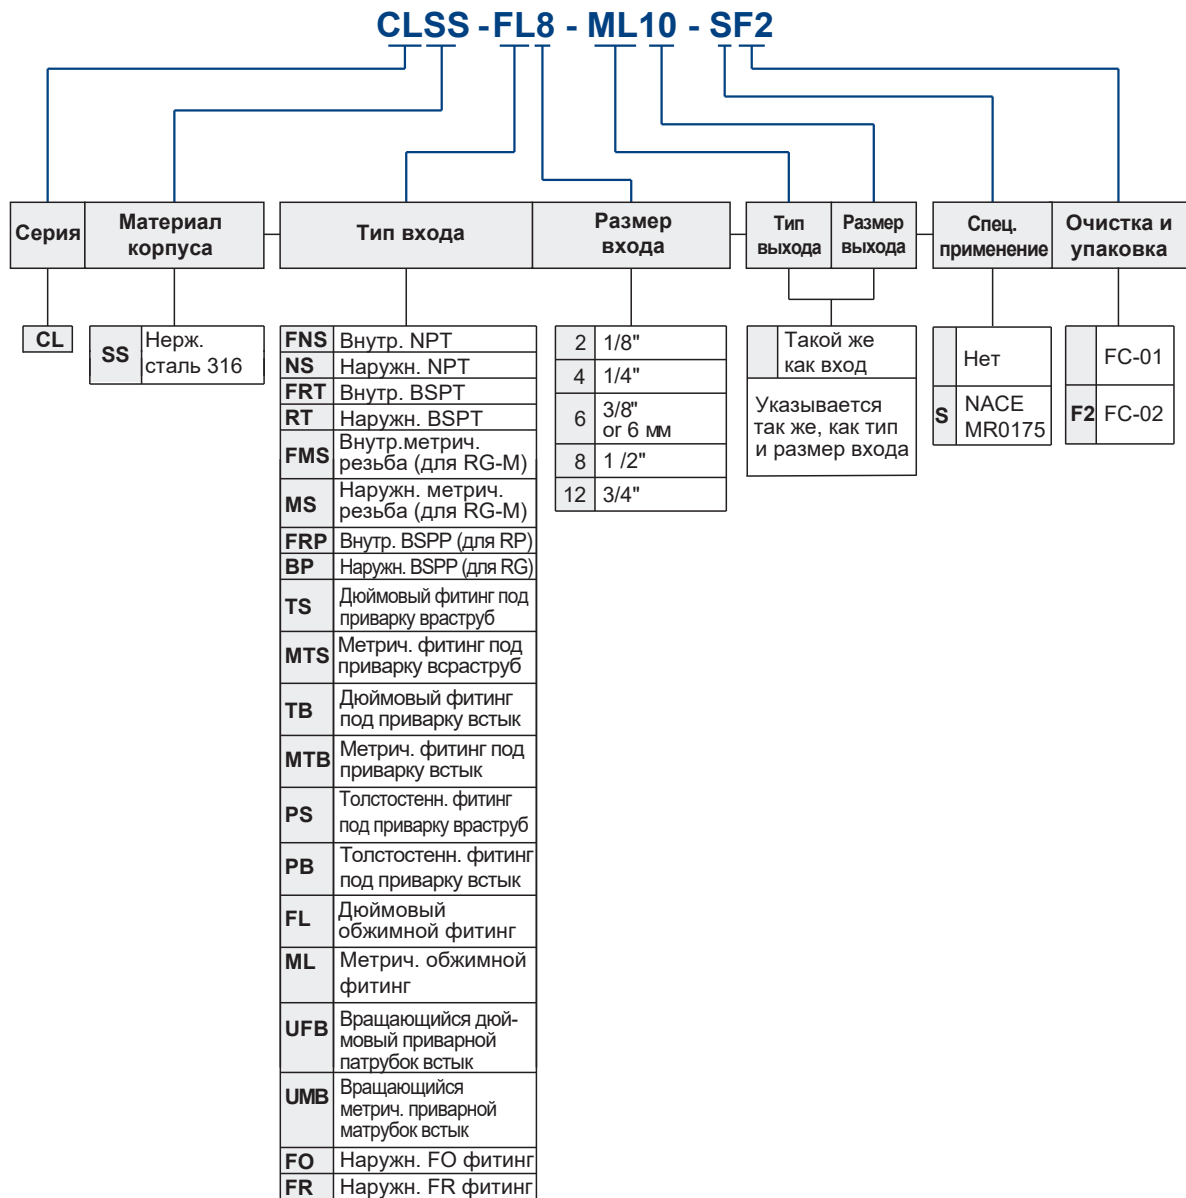 CLSS -FL8 - ML10 - SF2
Серия
Материал
корпуса
Тип входа
Размер
входа
Тип
выхода
Размер
выхода
Спец.
применение
Очистка и
упаковка
CL
SS
Нерж.
сталь 316
FNS Внутр. NPT
NS Наружн. NPT
FRT Внутр. BSPT
RT Наружн. BSPT
FMS Внутр.метрич.
резьба (для RG-M)
MS Наружн. метрич.
резьба (для RG-M)
FRP Внутр. BSPP (для RP)
BP Наружн. BSPP (для RG)
TS Дюймовый фитинг под
приварку враструб
MTS Метрич. фитинг под
приварку всраструб
TB Дюймовый фитинг
под приварку встык
MTB Метрич. фитинг под
приварку встык
PS Толстостенн. фитинг
под приварку враструб
PB Толстостенн. фитинг
под приварку встык
FL Дюймовый
обжимной фитинг
ML Метрич. обжимной
фитинг
UFB Вращающийся дюй-
мовый приварной
патрубок встык
UMB Вращающийся
метрич. приварной
матрубок встык
FO Наружн. FO фитинг
FR Наружн. FR фитинг
2 1/8"
4 1/4"
6 3/8"
or 6 мм
8 1 /2"
12 3/4"
Такой же
как вход
Указывается
так же, как тип
и размер входа
Нет
S NACE
MR0175
FC-01
F2 FC-02